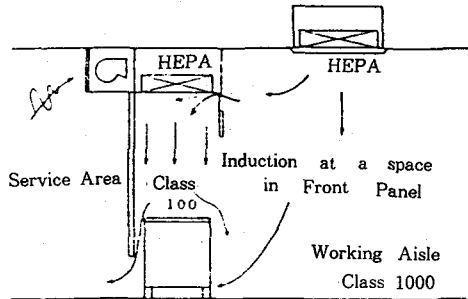 HEPA
HEPA
Induction at a space
in Front Panel
Service Area
Class
100
Working Aisle
Class 1000